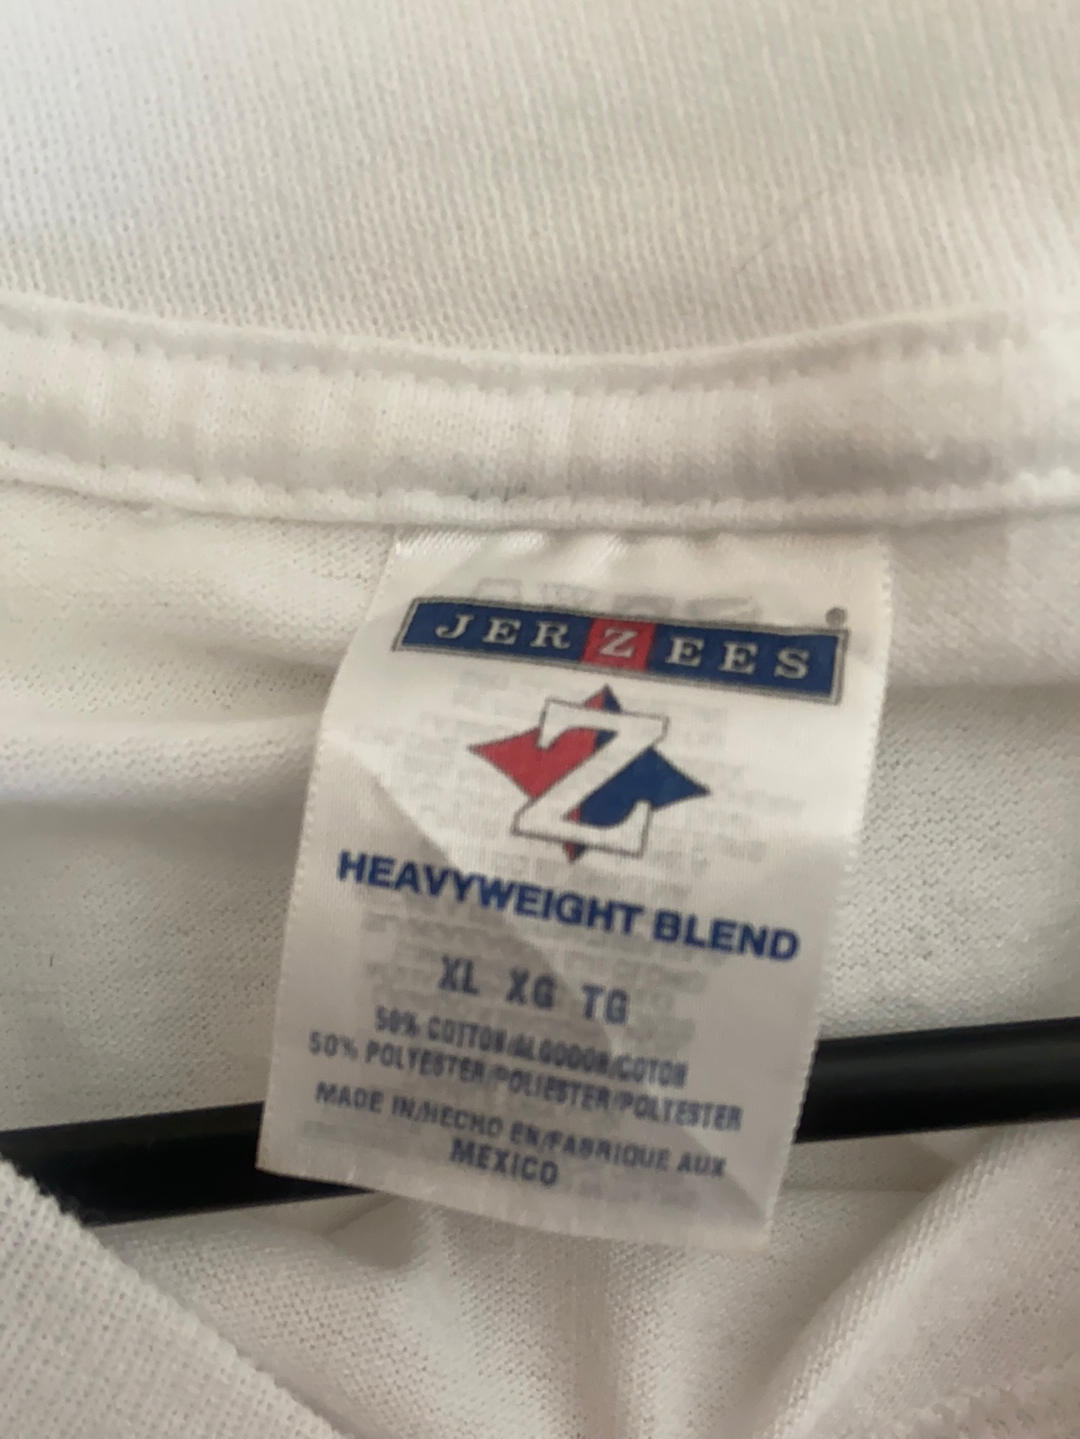 JERZEES®
Z
HEAVYWEIGHT BLEND
XL XG TG
50% COTTON/ALGODON/COTON
50% POLYESTER/POLIESTER/POLYESTER
MADE IN/HECHO EN/FABRIQUE AUX
MEXICO